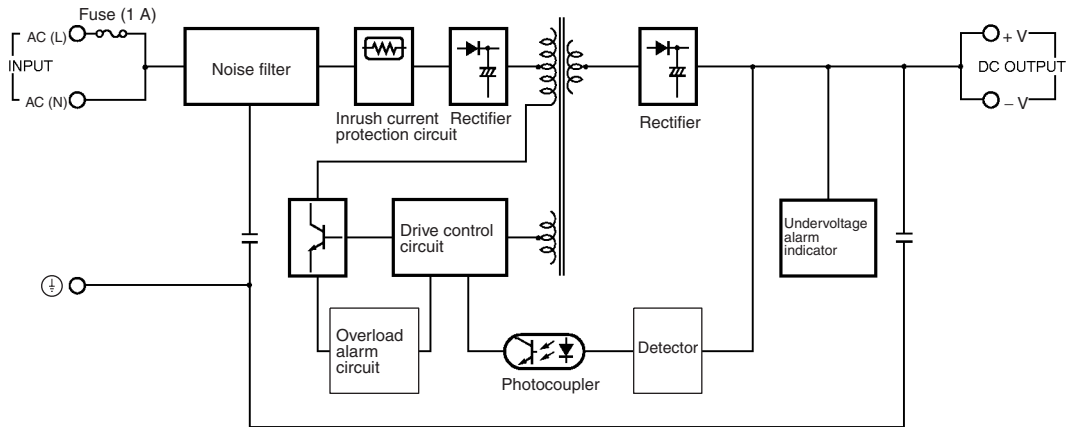 Fuse (1 A)
AC (L)
INPUT
AC (N)
Noise filter
Inrush current
protection circuit
Rectifier
Rectifier
+ V
DC OUTPUT
– V
Drive control
circuit
Undervoltage
alarm
indicator
Overload
alarm
circuit
Photocoupler
Detector